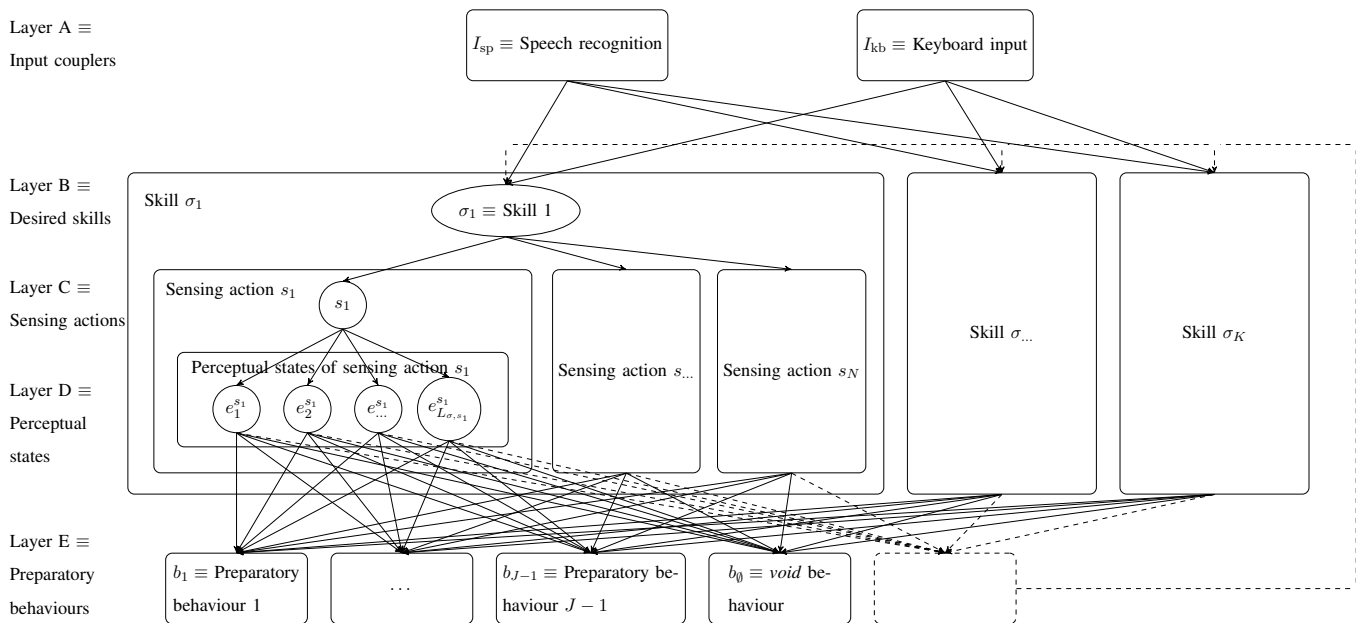 Layer A ≡
Input couplers
I_sp ≡ Speech recognition
I_kb ≡ Keyboard input
Layer B ≡
Desired skills
Skill σ_1
σ_1 ≡ Skill 1
Layer C ≡
Sensing actions
Sensing action s_1
s_1
Sensing action s_...
Sensing action s_N
Skill σ_...
Skill σ_K
Layer D ≡
Perceptual
states
Perceptual states of sensing action s_1
e_1^{s_1}
e_2^{s_1}
e_{...}^{s_1}
e_{L_{σ,s_1}}^{s_1}
Layer E ≡
Preparatory
behaviours
b_1 ≡ Preparatory
behaviour 1
...
b_{J−1} ≡ Preparatory be-
haviour J − 1
b_∅ ≡ void be-
haviour